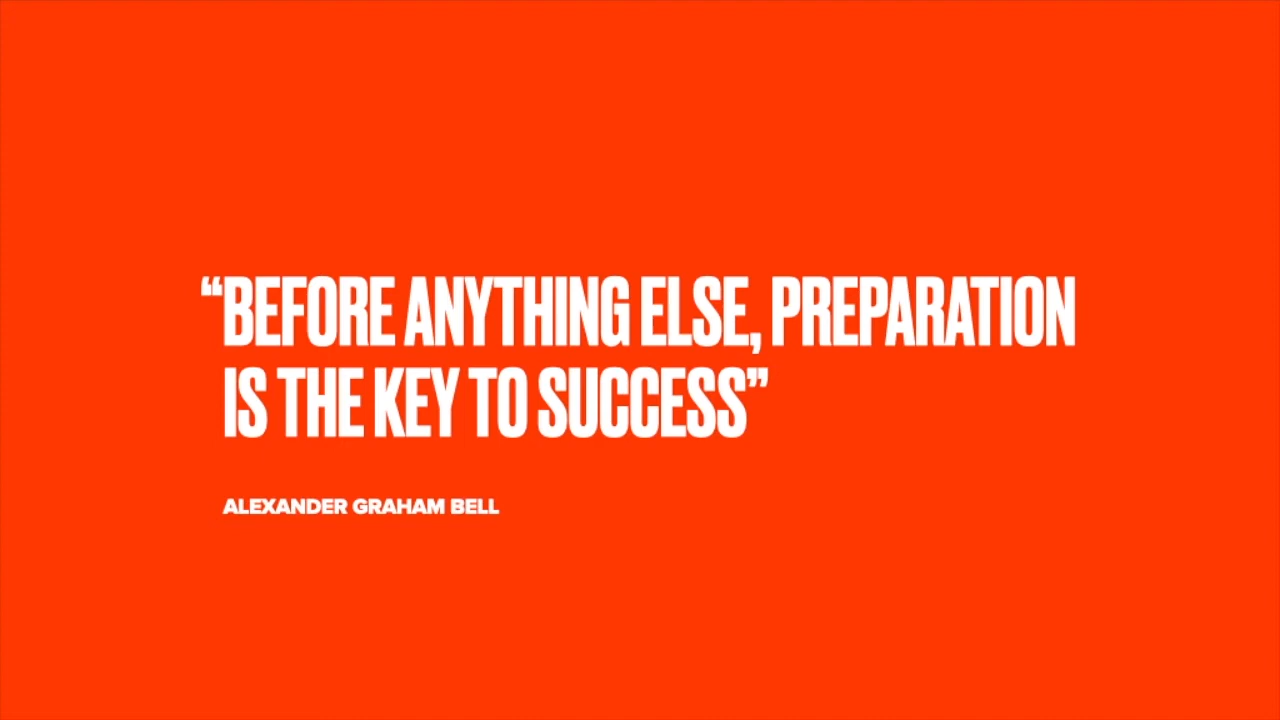 “BEFORE ANYTHING ELSE, PREPARATION
IS THE KEY TO SUCCESS”
ALEXANDER GRAHAM BELL